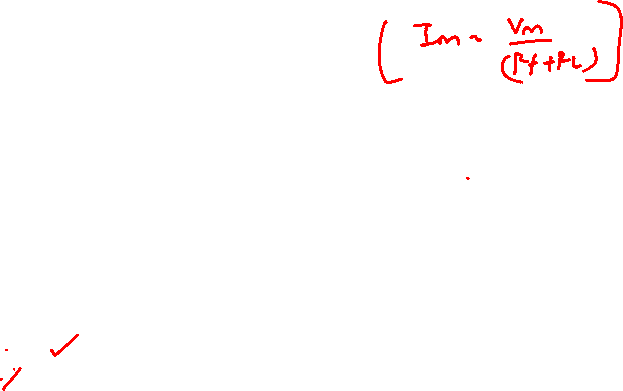 [ Im = Vm / (Rf + RL) ]